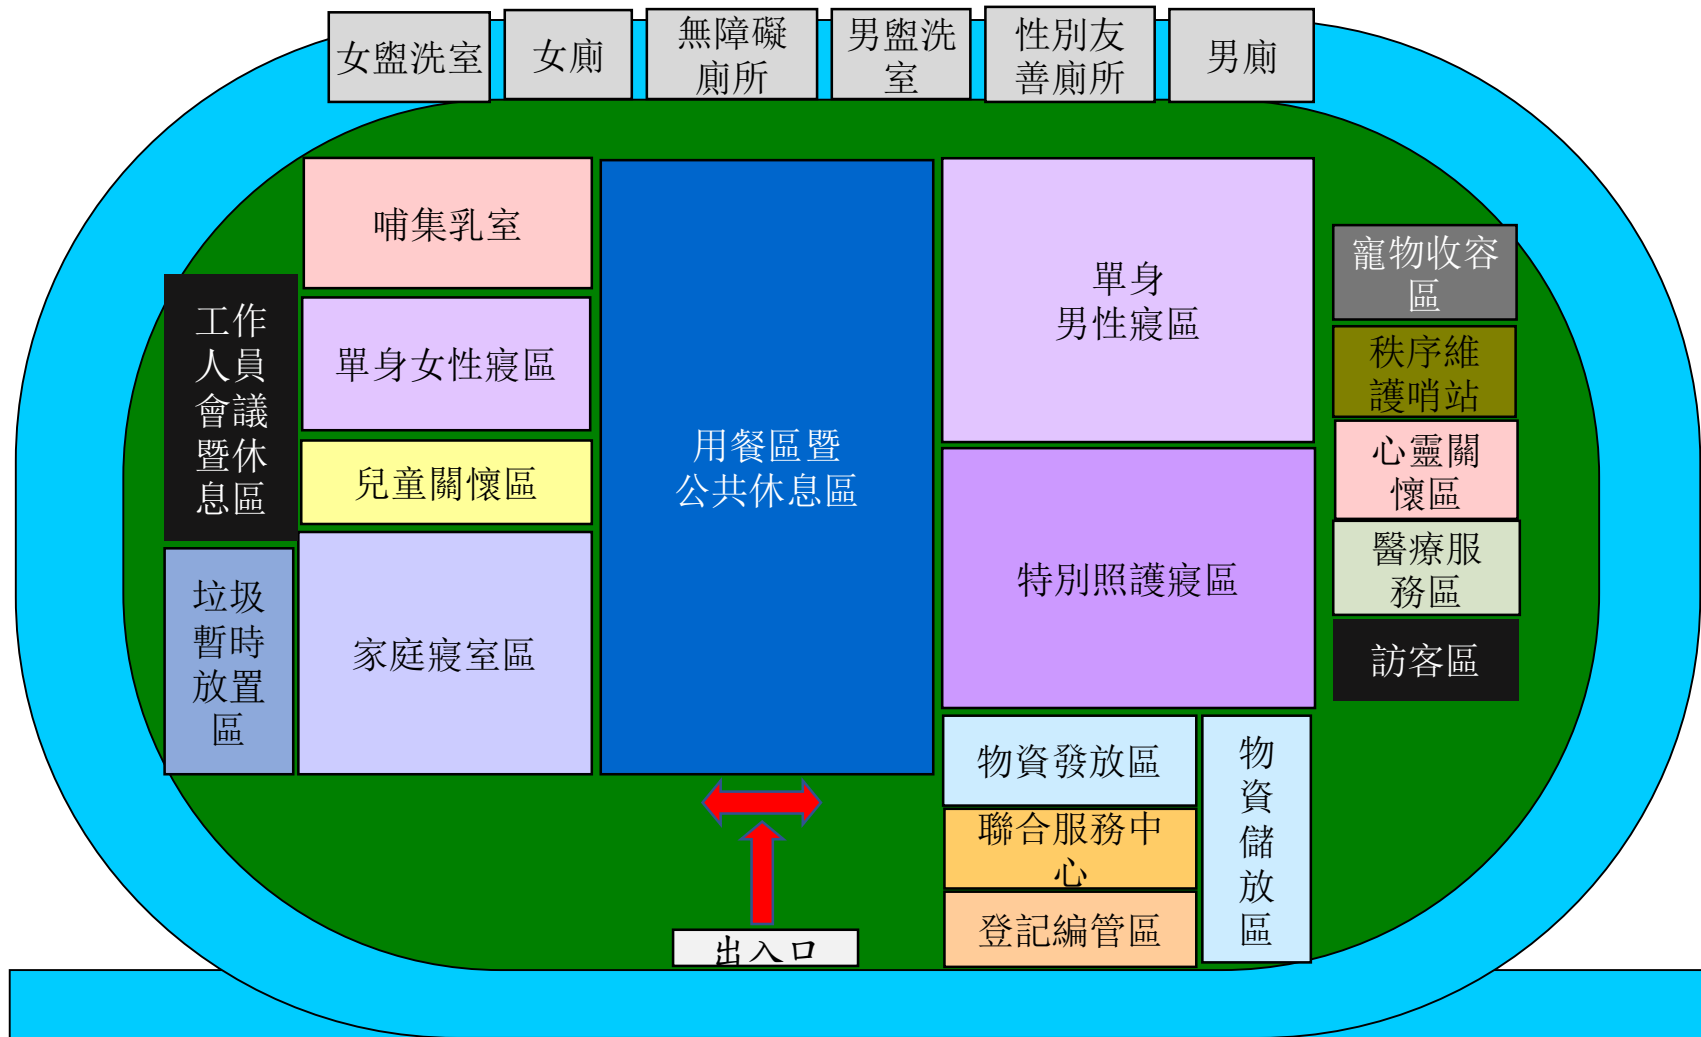 女盥洗室
女廁
無障礙
廁所
男盥洗
室
性別友
善廁所
男廁
哺集乳室
單身女性寢區
兒童關懷區
家庭寢室區
工作
人員
會議
暨休
息區
垃圾
暫時
放置
區
用餐區暨
公共休息區
單身
男性寢區
特別照護寢區
寵物收容
區
秩序維
護哨站
心靈關
懷區
醫療服
務區
訪客區
物資發放區
聯合服務中
心
登記編管區
物
資
儲
放
區
出入口